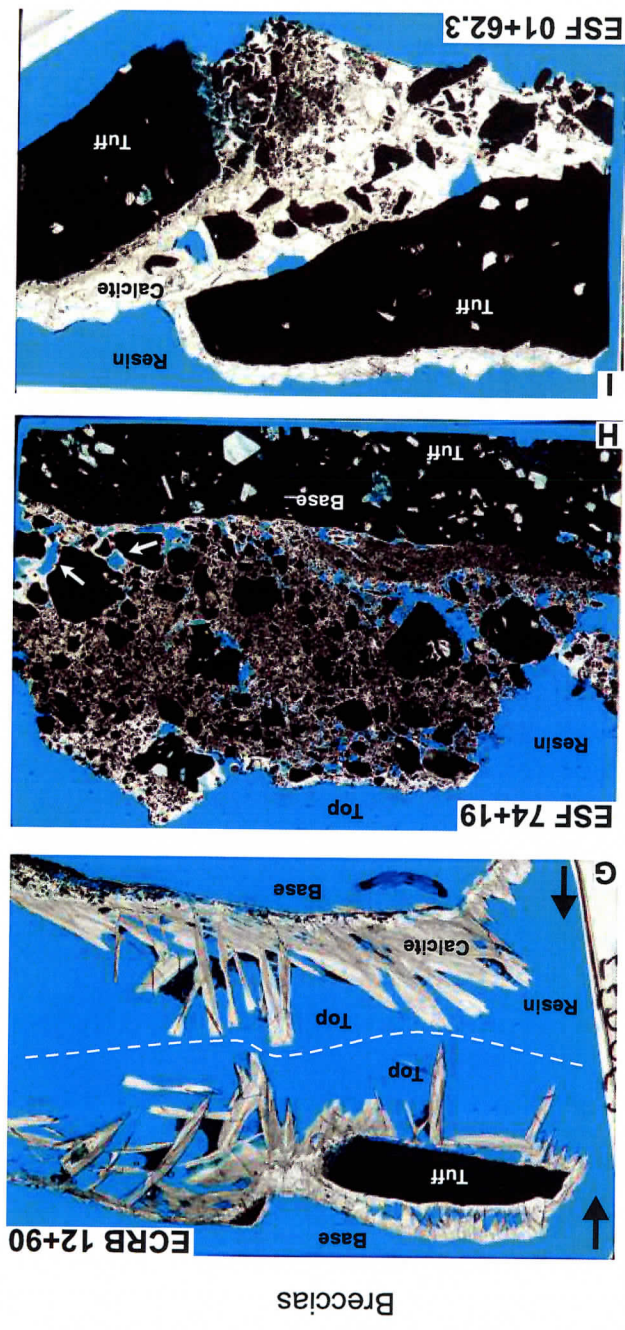 Breccias
ECRB 12+90
Base
Tuff
Top
Top
Resin
Calcite
Base
G
ESF 74+19
Top
Resin
Base
Tuff
H
I
Resin
Tuff
Calcite
Tuff
ESF 01+62.3